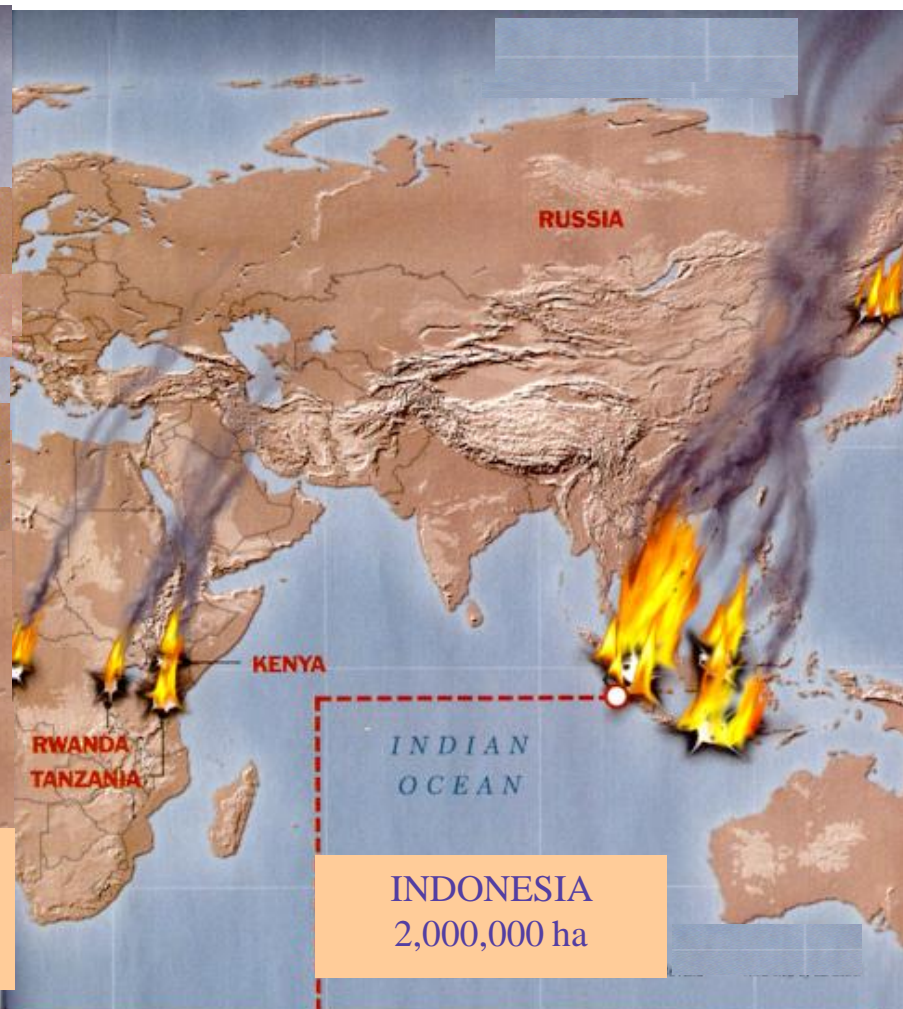 RUSSIA
KENYA
RWANDA
TANZANIA
INDIAN
OCEAN
INDONESIA
2,000,000 ha